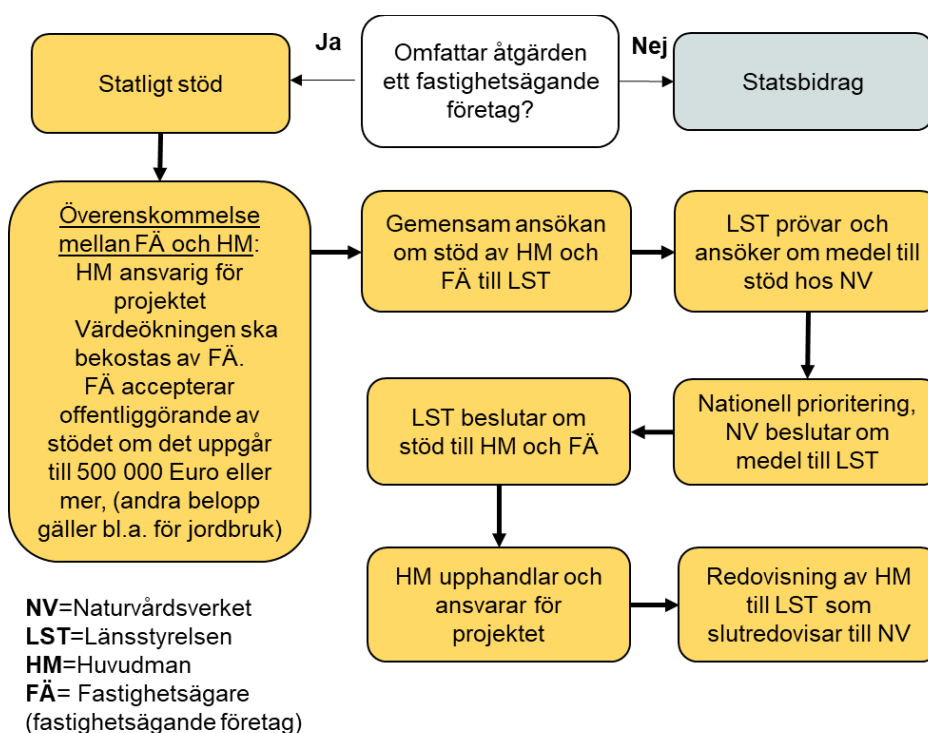 Ja
Omfattar åtgärden
ett fastighetsägande
företag?
Nej
Statligt stöd
Statsbidrag
Överenskommelse
mellan FÄ och HM:
HM ansvarig för
projektet
Värdeökningen ska
bekostas av FÄ.
FÄ accepterar
offentliggörande av
stödet om det uppgår
till 500 000 Euro eller
mer, (andra belopp
gäller bl.a. för jordbruk)
Gemensam ansökan
om stöd av HM och
FÄ till LST
LST prövar och
ansöker om medel till
stöd hos NV
Nationell prioritering,
NV beslutar om
medel till LST
LST beslutar om
stöd till HM och FÄ
HM upphandlar och
ansvarar för
projektet
Redovisning av HM
till LST som
slutredovisar till NV
NV=Naturvårdsverket
LST=Länsstyrelsen
HM=Huvudman
FÄ= Fastighetsägare
(fastighetsägande företag)